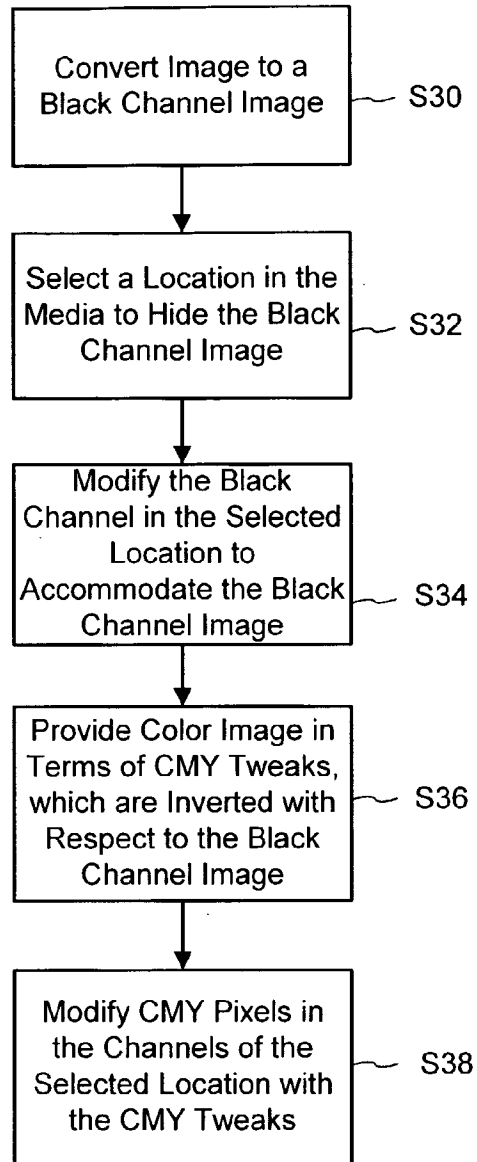 Convert Image to a
Black Channel Image
S30
Select a Location in the
Media to Hide the Black
Channel Image
S32
Modify the Black
Channel in the Selected
Location to
Accommodate the Black
Channel Image
S34
Provide Color Image in
Terms of CMY Tweaks,
which are Inverted with
Respect to the Black
Channel Image
S36
Modify CMY Pixels in
the Channels of the
Selected Location with
the CMY Tweaks
S38